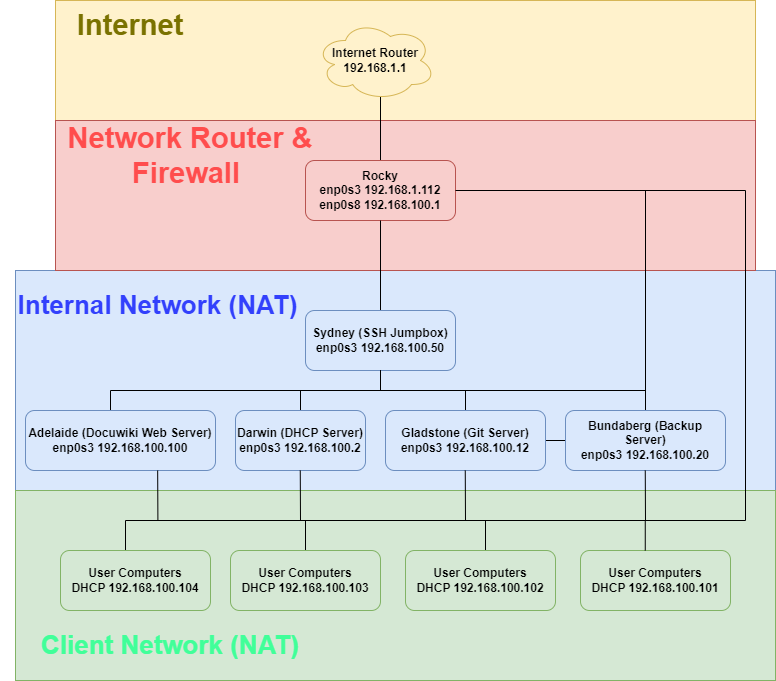 Internet
Internet Router
192.168.1.1
Network Router &
Firewall
Rocky
enp0s3 192.168.1.112
enp0s8 192.168.100.1
Internal Network (NAT)
Sydney (SSH Jumpbox)
enp0s3 192.168.100.50
Adelaide (Docuwiki Web Server)
enp0s3 192.168.100.100
Darwin (DHCP Server)
enp0s3 192.168.100.2
Gladstone (Git Server)
enp0s3 192.168.100.12
Bundaberg (Backup
Server)
enp0s3 192.168.100.20
User Computers
DHCP 192.168.100.104
User Computers
DHCP 192.168.100.103
User Computers
DHCP 192.168.100.102
User Computers
DHCP 192.168.100.101
Client Network (NAT)